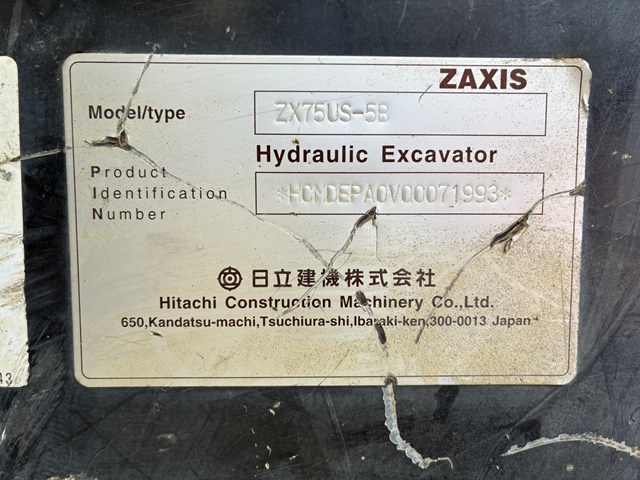 ZAXIS
Model/type ZX75US-5B
Hydraulic Excavator
Product
Identification *HCMDEPA0V00071993*
Number
日立建機株式会社
Hitachi Construction Machinery Co.,Ltd.
650,Kandatsu-machi,Tsuchiura-shi,Ibaraki-ken,300-0013 Japan